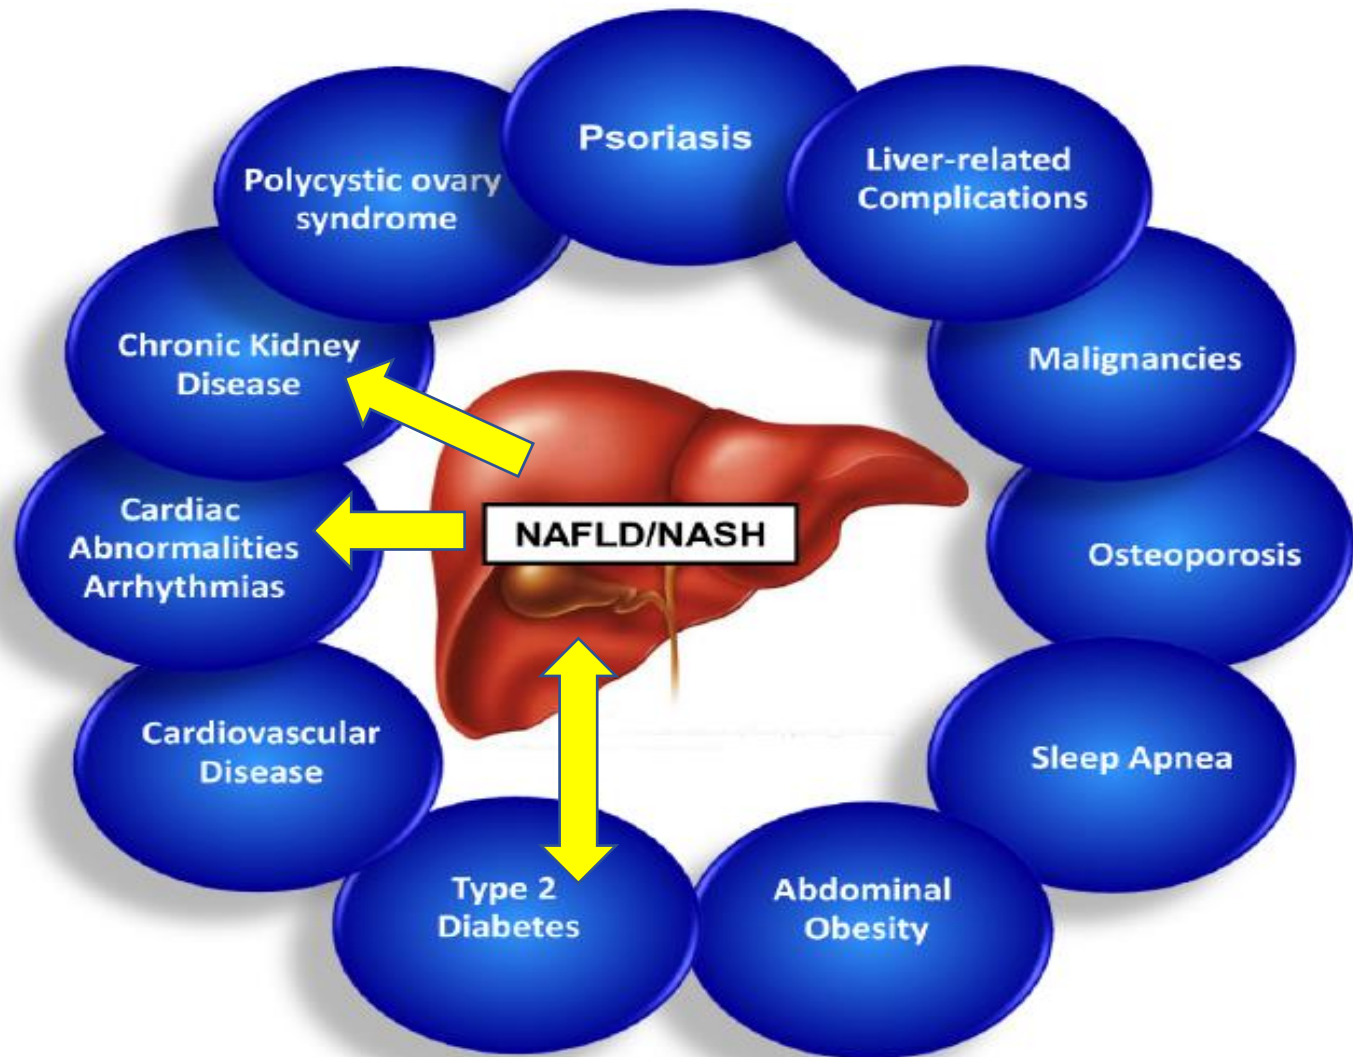 Psoriasis
Liver-related
Complications
Polycystic ovary
syndrome
Chronic Kidney
Disease
Malignancies
Cardiac
Abnormalities
Arrhythmias
NAFLD/NASH
Osteoporosis
Cardiovascular
Disease
Sleep Apnea
Type 2
Diabetes
Abdominal
Obesity